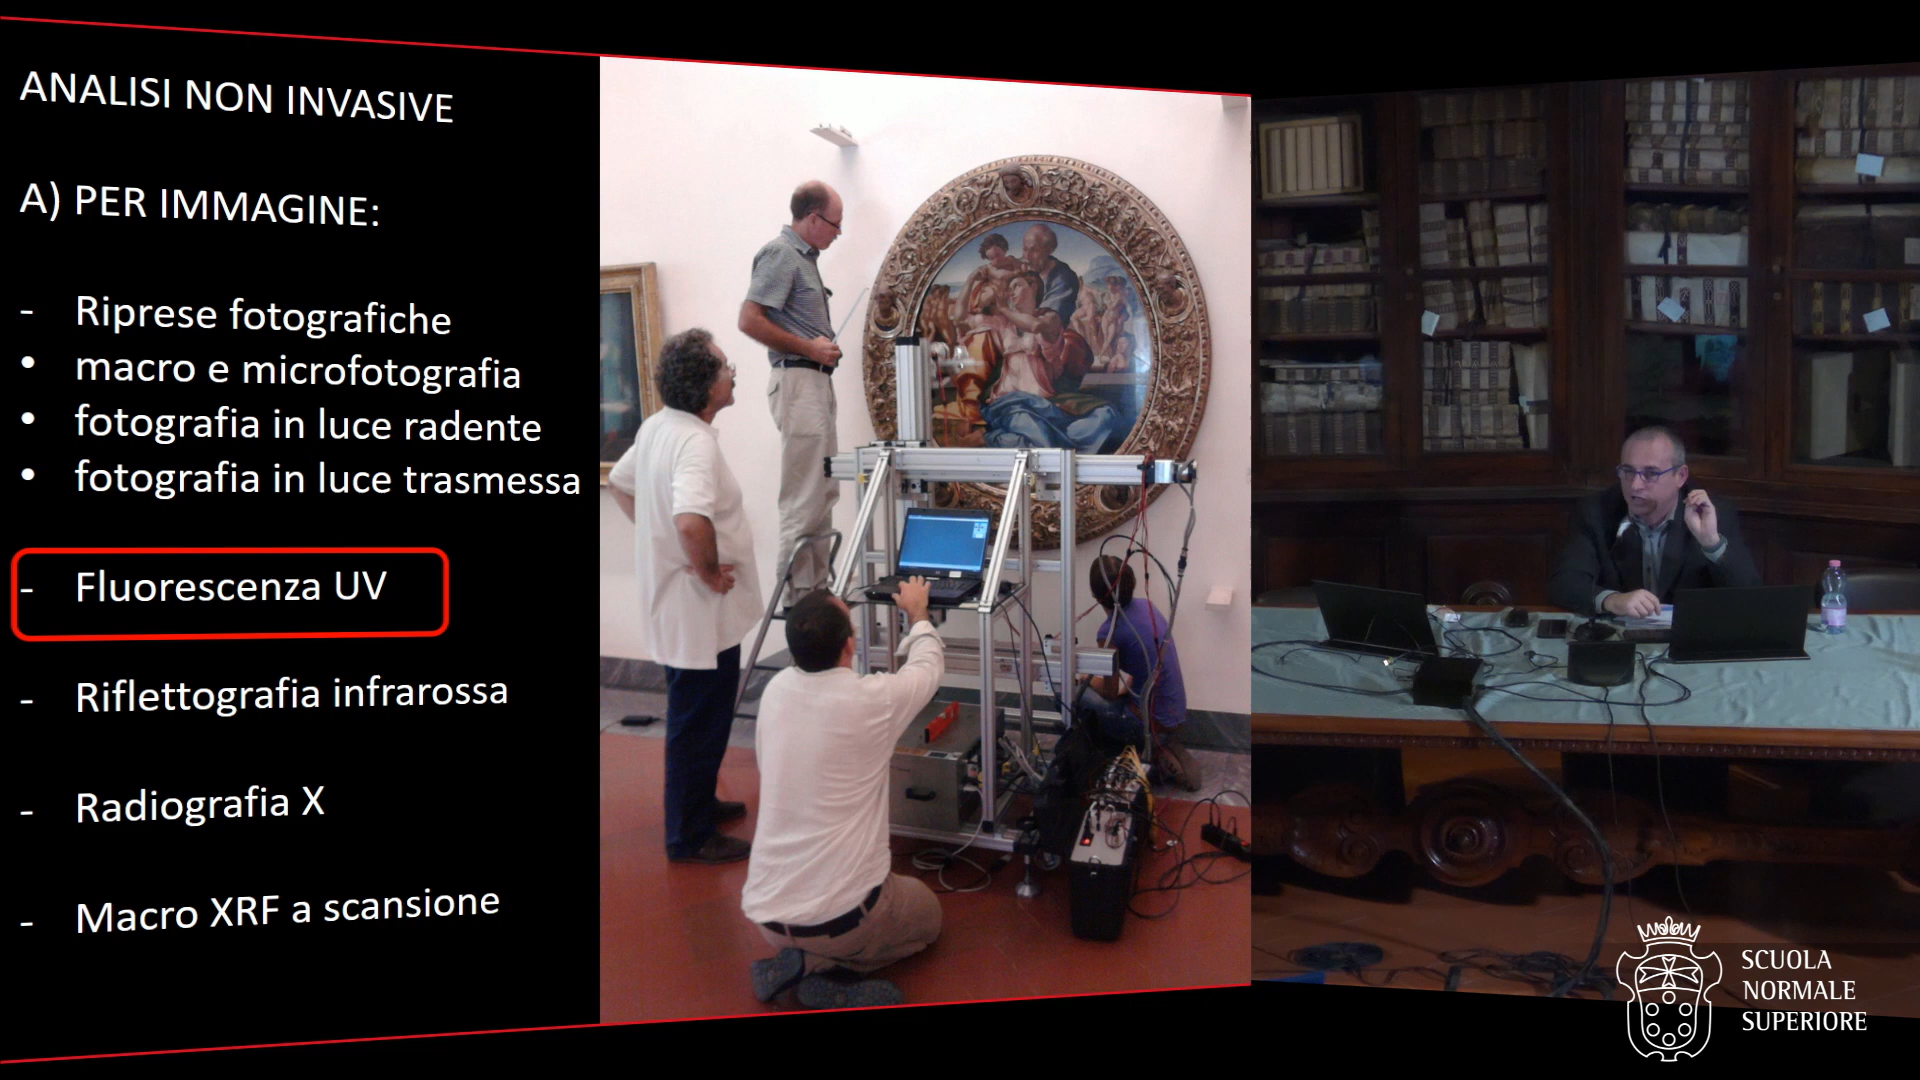 ANALISI NON INVASIVE
A) PER IMMAGINE:
- Riprese fotografiche
• macro e microfotografia
• fotografia in luce radente
• fotografia in luce trasmessa
- Fluorescenza UV
- Riflettografia infrarossa
- Radiografia X
- Macro XRF a scansione
SCUOLA
NORMALE
SUPERIORE